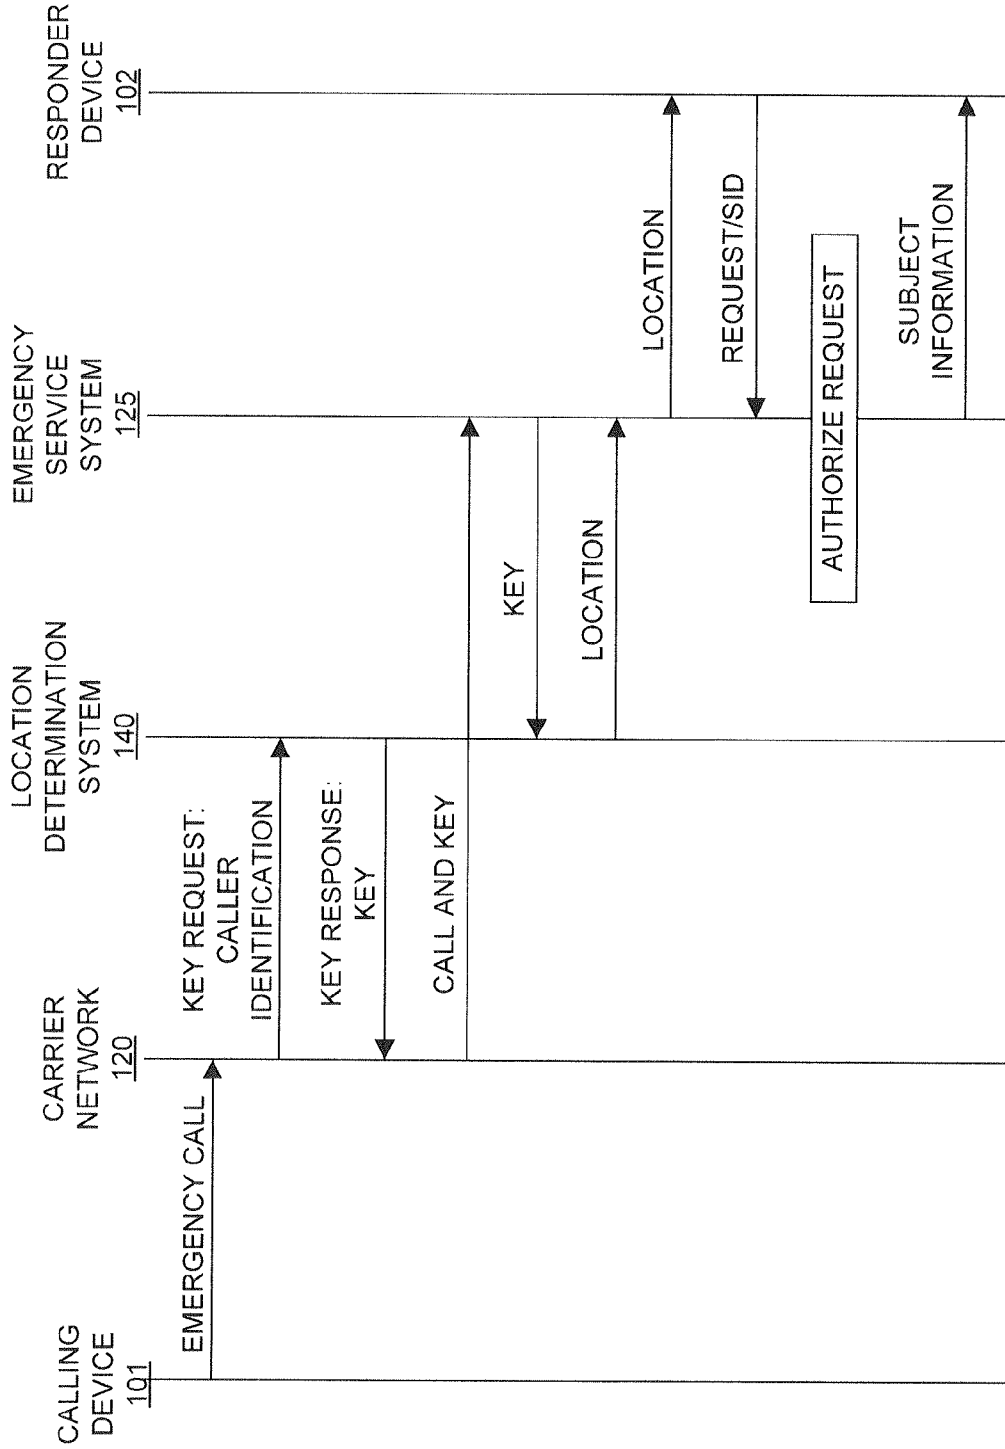 CALLING
DEVICE
101
CARRIER
NETWORK
120
LOCATION
DETERMINATION
SYSTEM
140
EMERGENCY
SERVICE
SYSTEM
125
RESPONDER
DEVICE
102
EMERGENCY CALL
KEY REQUEST:
CALLER
IDENTIFICATION
KEY RESPONSE:
KEY
CALL AND KEY
KEY
LOCATION
LOCATION
REQUEST/SID
AUTHORIZE REQUEST
SUBJECT
INFORMATION